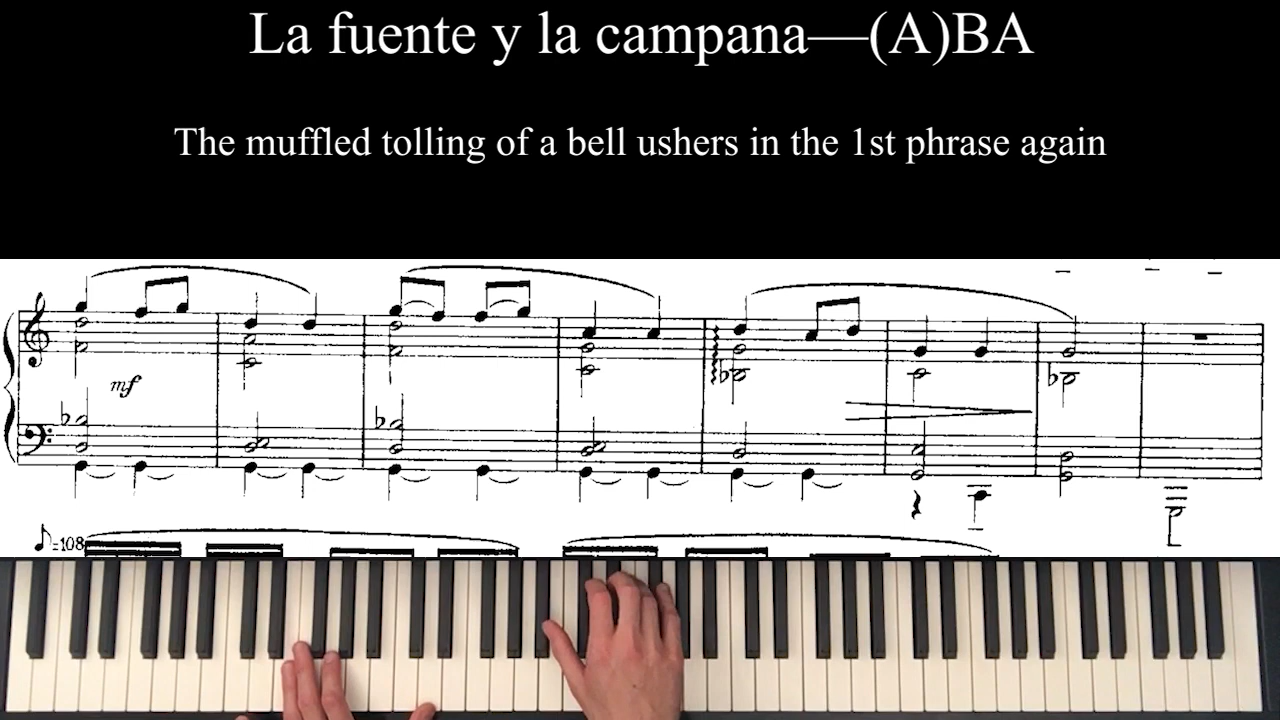 La fuente y la campana—(A)BA
The muffled tolling of a bell ushers in the 1st phrase again
mf
=108